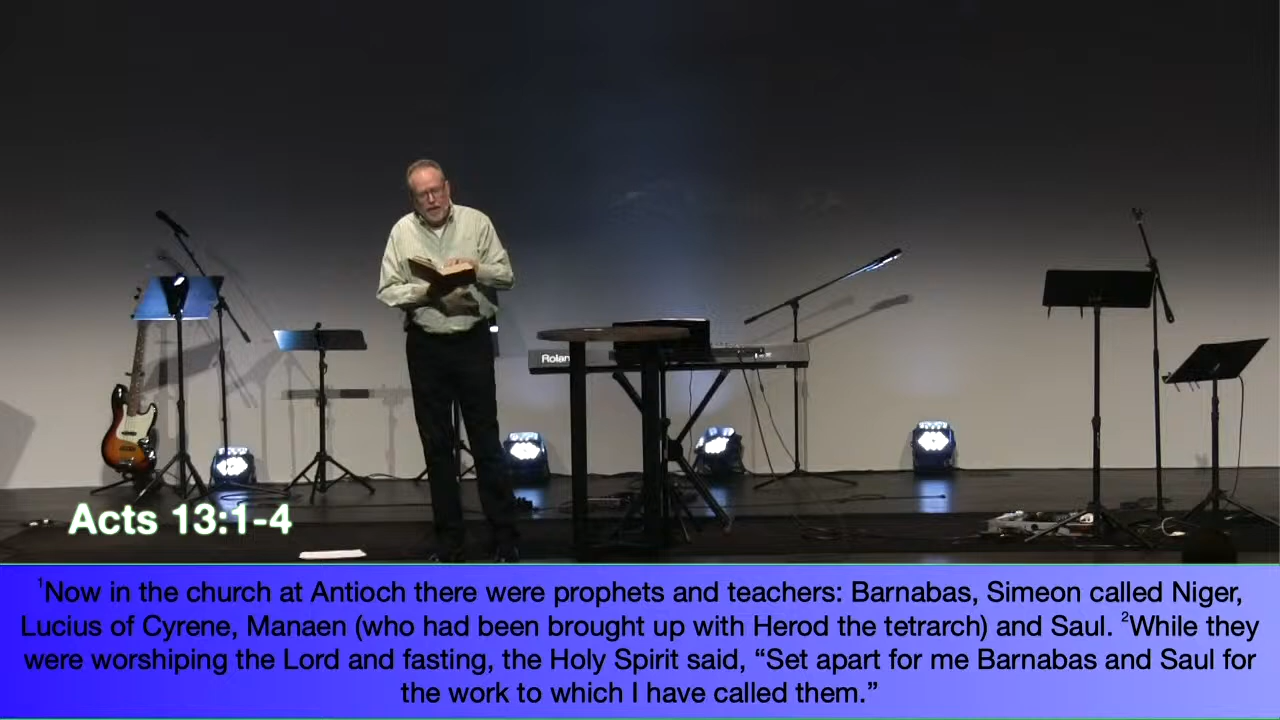 Rolan
Acts 13:1-4
¹Now in the church at Antioch there were prophets and teachers: Barnabas, Simeon called Niger,
Lucius of Cyrene, Manaen (who had been brought up with Herod the tetrarch) and Saul. ²While they
were worshiping the Lord and fasting, the Holy Spirit said, “Set apart for me Barnabas and Saul for
the work to which I have called them.”